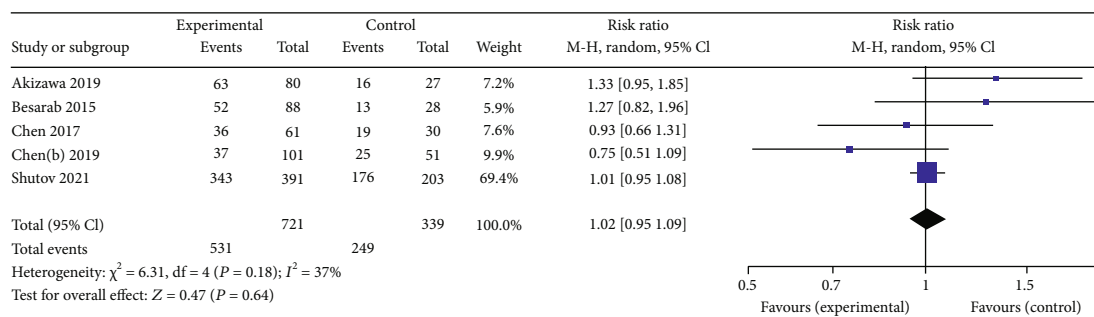 Experimental Control Risk ratio Risk ratio
Study or subgroup Events Total Events Total Weight M-H, random, 95% Cl M-H, random, 95% Cl
Akizawa 2019 63 80 16 27 7.2% 1.33 [0.95, 1.85]
Besarab 2015 52 88 13 28 5.9% 1.27 [0.82, 1.96]
Chen 2017 36 61 19 30 7.6% 0.93 [0.66 1.31]
Chen(b) 2019 37 101 25 51 9.9% 0.75 [0.51 1.09]
Shutov 2021 343 391 176 203 69.4% 1.01 [0.95 1.08]
Total (95% Cl) 721 339 100.0% 1.02 [0.95 1.09]
Total events 531 249
Heterogeneity: χ² = 6.31, df = 4 (P = 0.18); I² = 37%
Test for overall effect: Z = 0.47 (P = 0.64)
0.5 0.7 1 1.5
Favours (experimental) Favours (control)